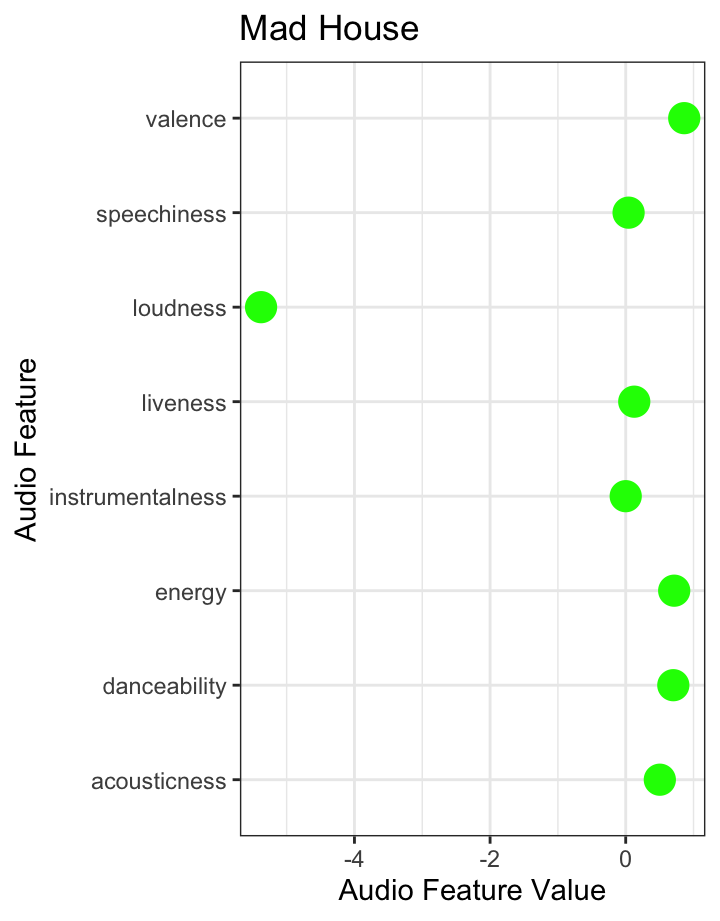 Mad House
valence
speechiness
loudness
liveness
instrumentalness
energy
danceability
acousticness
Audio Feature
-4 -2 0
Audio Feature Value